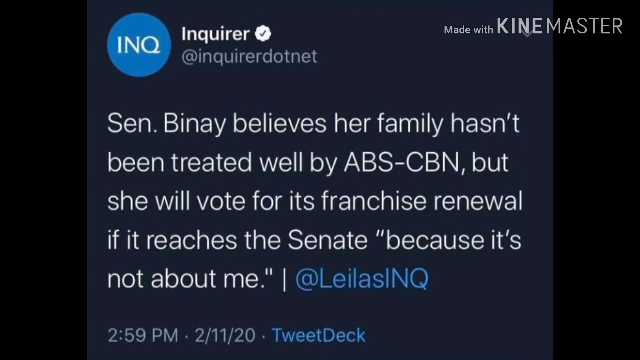 Made with KINEMASTER
INQ
Inquirer
@inquirerdotnet
Sen. Binay believes her family hasn't
been treated well by ABS-CBN, but
she will vote for its franchise renewal
if it reaches the Senate “because it’s
not about me." | @LeilasINQ
2:59 PM · 2/11/20 · TweetDeck